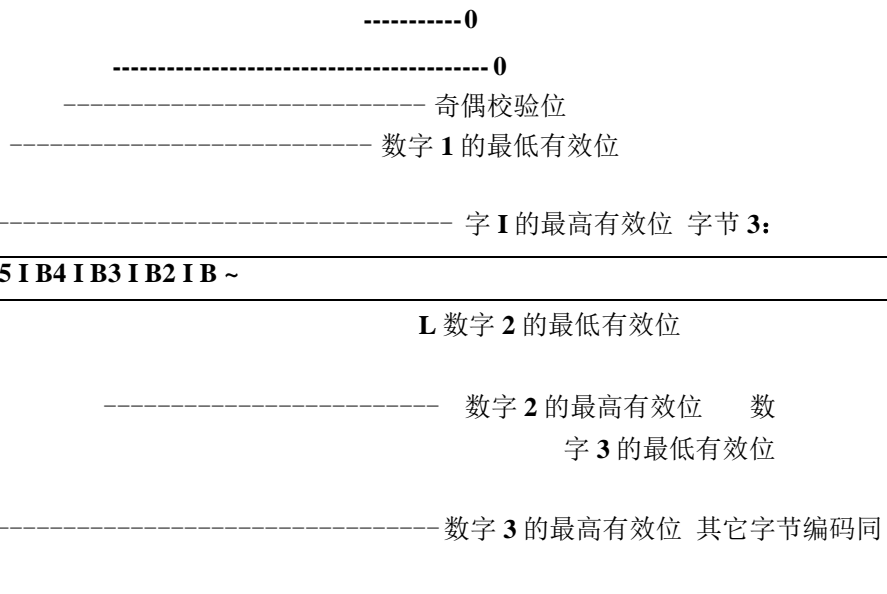 -----------0
------------------------------------------ 0
--------------------------- 奇偶校验位
--------------------------- 数字 1 的最低有效位
---------------------------------- 字 I 的最高有效位 字节 3：
5 I B4 I B3 I B2 I B ~
L 数字 2 的最低有效位
------------------------- 数字 2 的最高有效位 数
字 3 的最低有效位
--------------------------------- 数字 3 的最高有效位 其它字节编码同